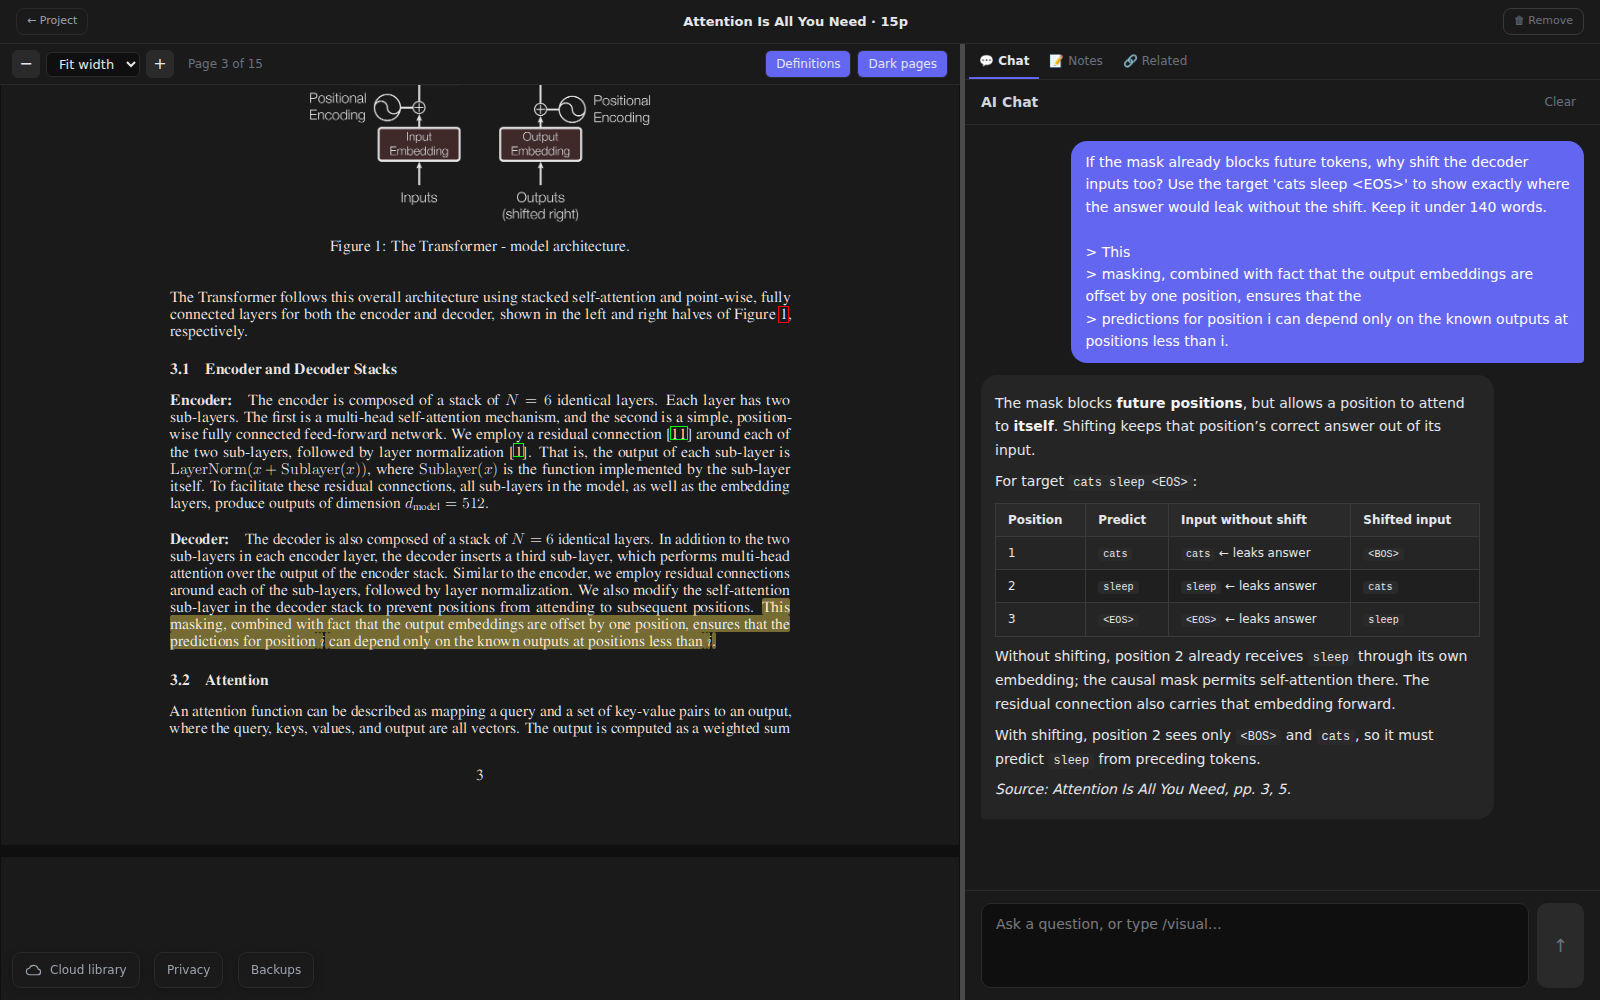 ← Project
Attention Is All You Need · 15p
🗑 Remove
− Fit width + Page 3 of 15
Definitions
Dark pages
Positional Encoding
Input Embedding
Inputs
Output Embedding
Positional Encoding
Outputs (shifted right)
Figure 1: The Transformer - model architecture.
The Transformer follows this overall architecture using stacked self-attention and point-wise, fully
connected layers for both the encoder and decoder, shown in the left and right halves of Figure 1,
respectively.
3.1 Encoder and Decoder Stacks
Encoder: The encoder is composed of a stack of N = 6 identical layers. Each layer has two
sub-layers. The first is a multi-head self-attention mechanism, and the second is a simple, position-
wise fully connected feed-forward network. We employ a residual connection [11] around each of
the two sub-layers, followed by layer normalization [1]. That is, the output of each sub-layer is
LayerNorm(x + Sublayer(x)), where Sublayer(x) is the function implemented by the sub-layer
itself. To facilitate these residual connections, all sub-layers in the model, as well as the embedding
layers, produce outputs of dimension d_model = 512.
Decoder: The decoder is also composed of a stack of N = 6 identical layers. In addition to the two
sub-layers in each encoder layer, the decoder inserts a third sub-layer, which performs multi-head
attention over the output of the encoder stack. Similar to the encoder, we employ residual connections
around each of the sub-layers, followed by layer normalization. We also modify the self-attention
sub-layer in the decoder stack to prevent positions from attending to subsequent positions. This
masking, combined with fact that the output embeddings are offset by one position, ensures that the
predictions for position i can depend only on the known outputs at positions less than i.
3.2 Attention
An attention function can be described as mapping a query and a set of key-value pairs to an output,
where the query, keys, values, and output are all vectors. The output is computed as a weighted sum
3
Cloud library
Privacy
Backups
💬 Chat
📝 Notes
🔗 Related
AI Chat
Clear
If the mask already blocks future tokens, why shift the decoder
inputs too? Use the target 'cats sleep <EOS>' to show exactly where
the answer would leak without the shift. Keep it under 140 words.
> This
> masking, combined with fact that the output embeddings are
offset by one position, ensures that the
> predictions for position i can depend only on the known outputs at
positions less than i.
The mask blocks future positions, but allows a position to attend
to itself. Shifting keeps that position’s correct answer out of its
input.
For target cats sleep <EOS>:
Position Predict Input without shift Shifted input
1 cats cats ← leaks answer <BOS>
2 sleep sleep ← leaks answer cats
3 <EOS> <EOS> ← leaks answer sleep
Without shifting, position 2 already receives sleep through its own
embedding; the causal mask permits self-attention there. The
residual connection also carries that embedding forward.
With shifting, position 2 sees only <BOS> and cats, so it must
predict sleep from preceding tokens.
Source: Attention Is All You Need, pp. 3, 5.
Ask a question, or type /visual...
↑